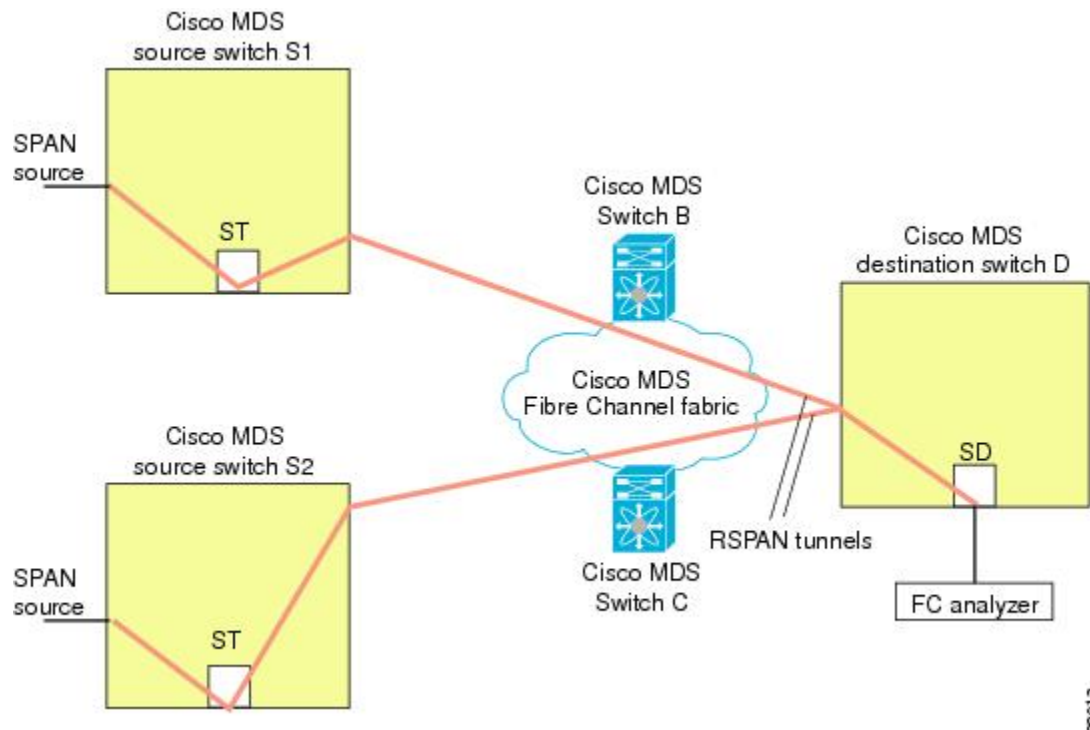 Cisco MDS
source switch S1
SPAN
source
ST
Cisco MDS
Switch B
Cisco MDS
destination switch D
Cisco MDS
Fibre Channel fabric
Cisco MDS
source switch S2
SD
RSPAN tunnels
Cisco MDS
Switch C
FC analyzer
SPAN
source
ST